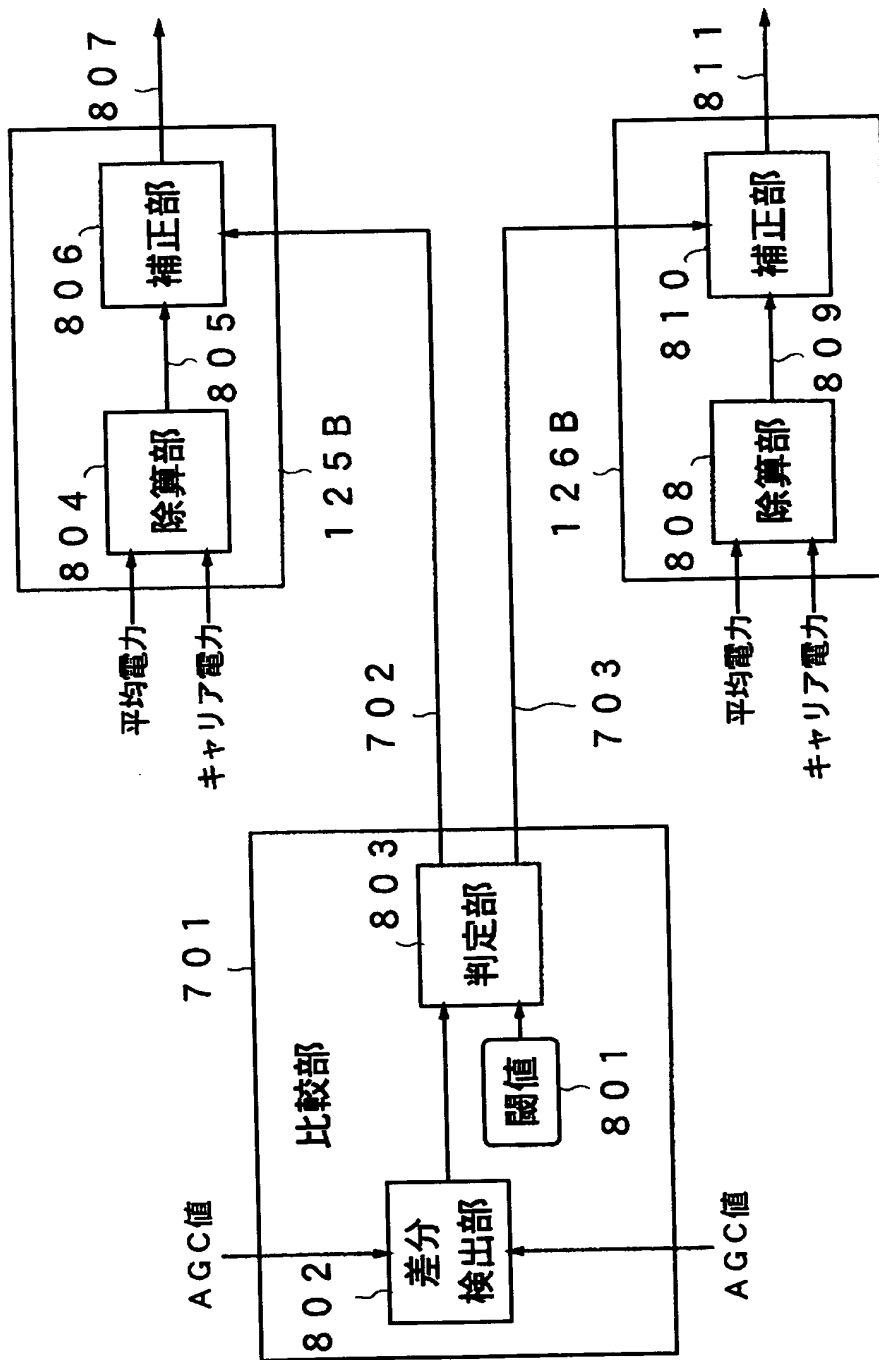 AGC値
802
差分
検出部
AGC値
比較部
701
閾値
801
判定部
803
702
703
平均電力
キャリア電力
804
除算部
805
806
補正部
807
125B
平均電力
キャリア電力
808
除算部
809
810
補正部
811
126B